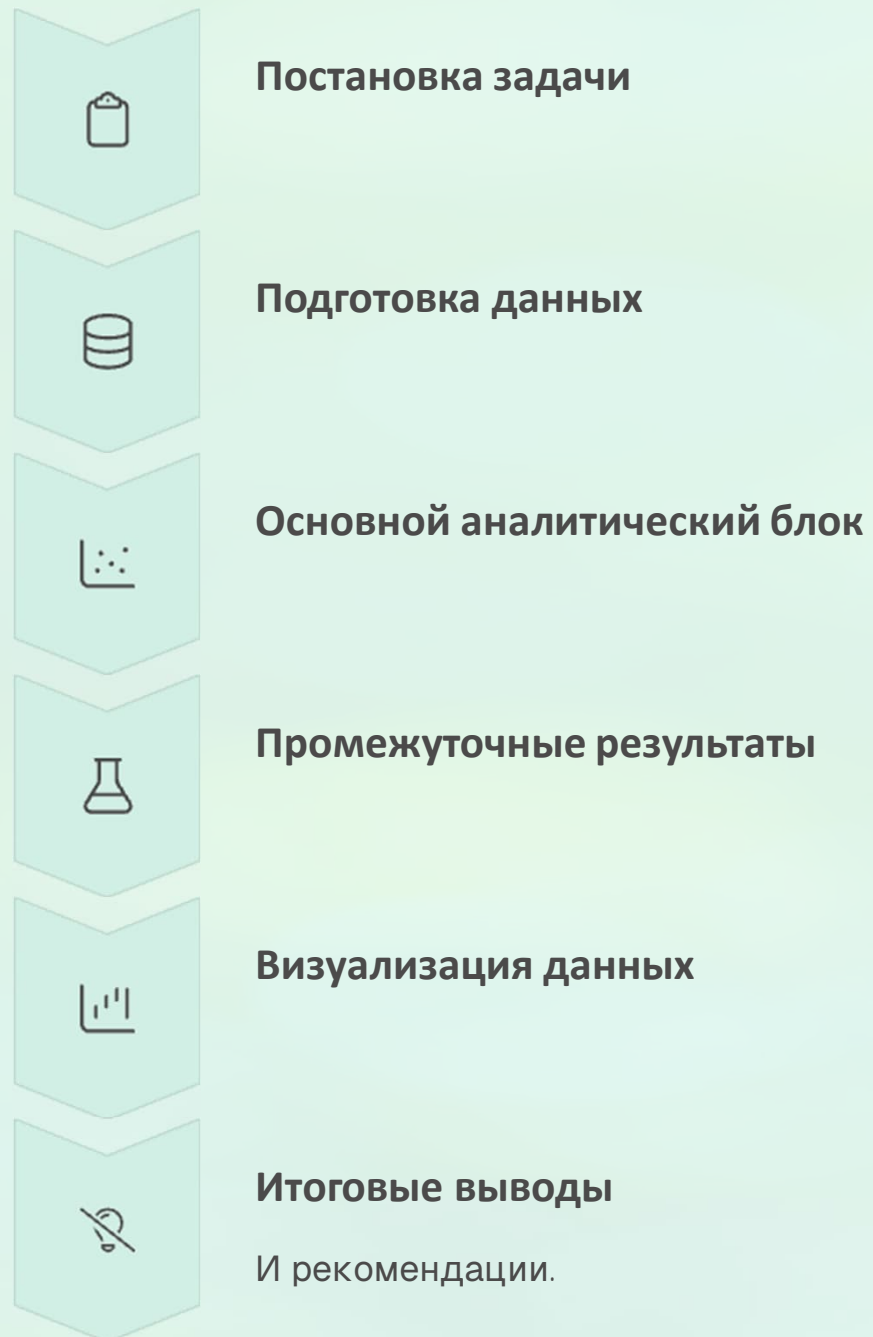 Постановка задачи
Подготовка данных
Основной аналитический блок
Промежуточные результаты
Визуализация данных
Итоговые выводы
И рекомендации.